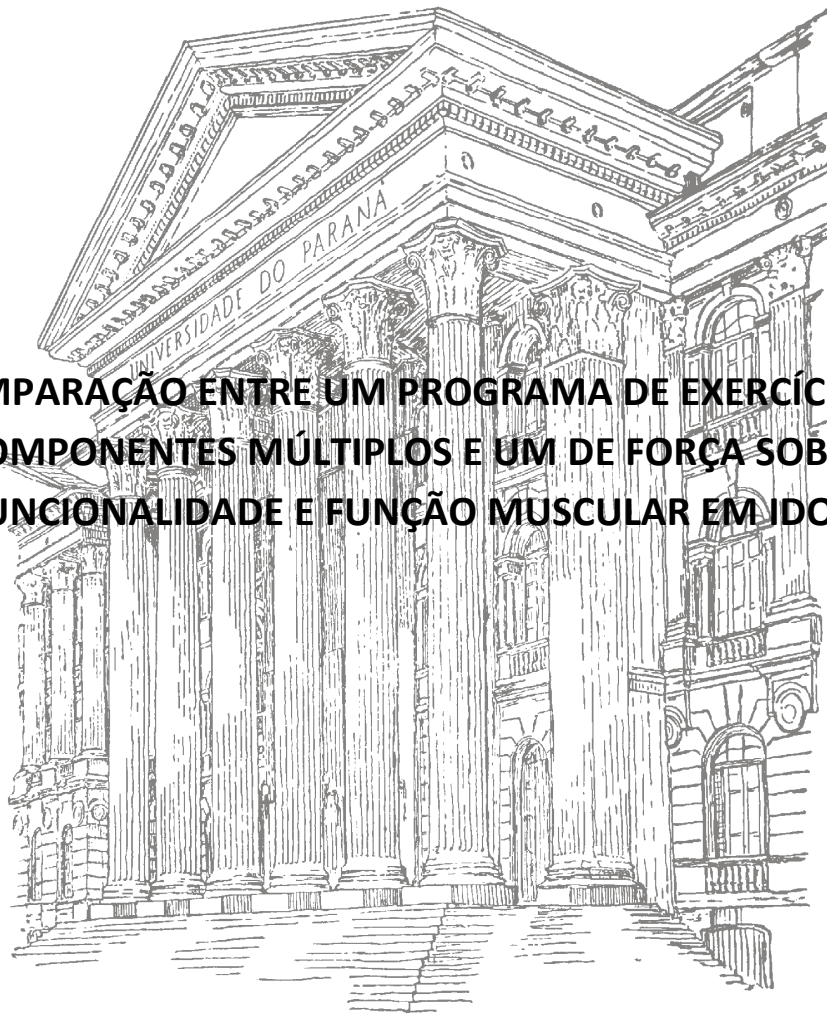 UNIVERSIDADE DO PARANÁ
MPARAÇÃO ENTRE UM PROGRAMA DE EXERCÍC
OMPONENTES MÚLTIPLOS E UM DE FORÇA SOB
UNCIONALIDADE E FUNÇÃO MUSCULAR EM IDO